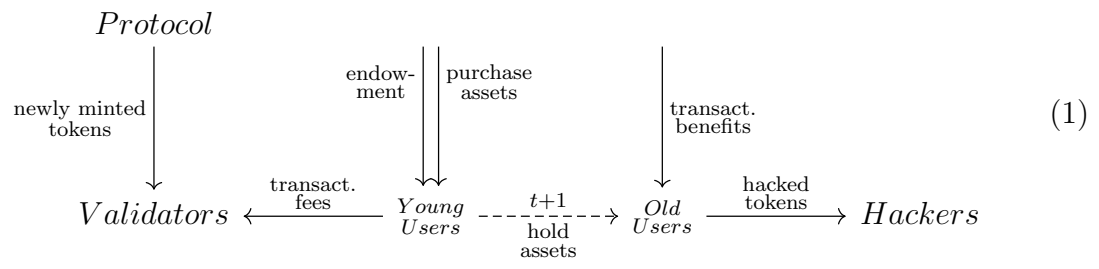 Protocol
newly minted
tokens
endow-
ment
purchase
assets
transact.
benefits
(1)
Validators
transact.
fees
Young
Users
t+1
hold
assets
Old
Users
hacked
tokens
Hackers